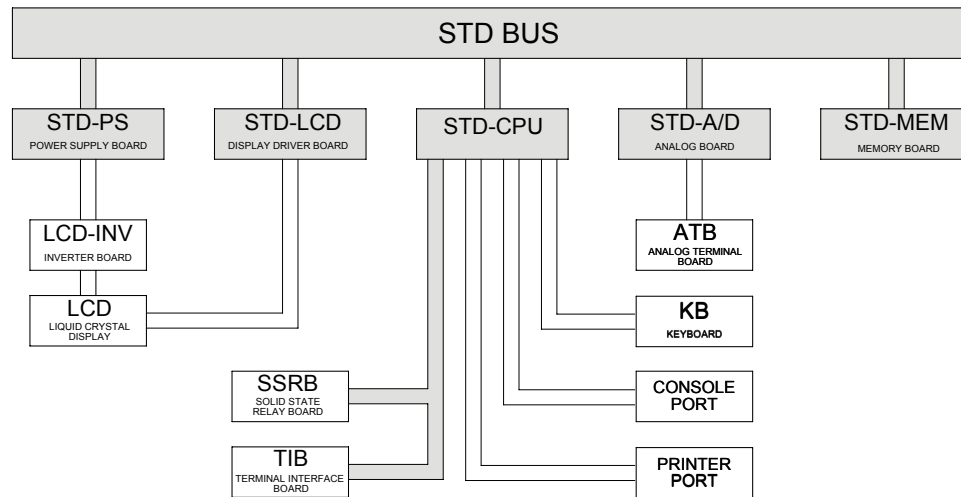 STD BUS
STD-PS
POWER SUPPLY BOARD
STD-LCD
DISPLAY DRIVER BOARD
STD-CPU
STD-A/D
ANALOG BOARD
STD-MEM
MEMORY BOARD
LCD-INV
INVERTER BOARD
ATB
ANALOG TERMINAL
BOARD
LCD
LIQUID CRYSTAL
DISPLAY
KB
KEYBOARD
SSRB
SOLID STATE
RELAY BOARD
CONSOLE
PORT
TIB
TERMINAL INTERFACE
BOARD
PRINTER
PORT